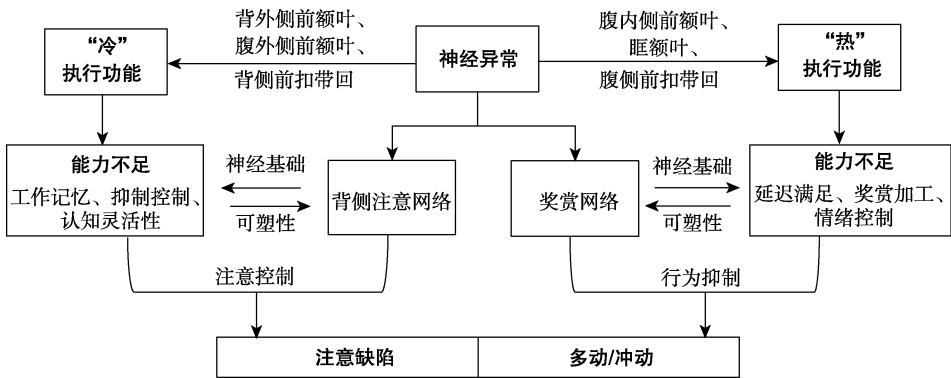 背外侧前额叶、
腹外侧前额叶、
背侧前扣带回
腹内侧前额叶、
眶额叶、
腹侧前扣带回
“冷”
执行功能
神经异常
“热”
执行功能
能力不足
工作记忆、抑制控制、
认知灵活性
神经基础
可塑性
背侧注意网络
奖赏网络
神经基础
可塑性
能力不足
延迟满足、奖赏加工、
情绪控制
注意控制
行为抑制
注意缺陷
多动/冲动